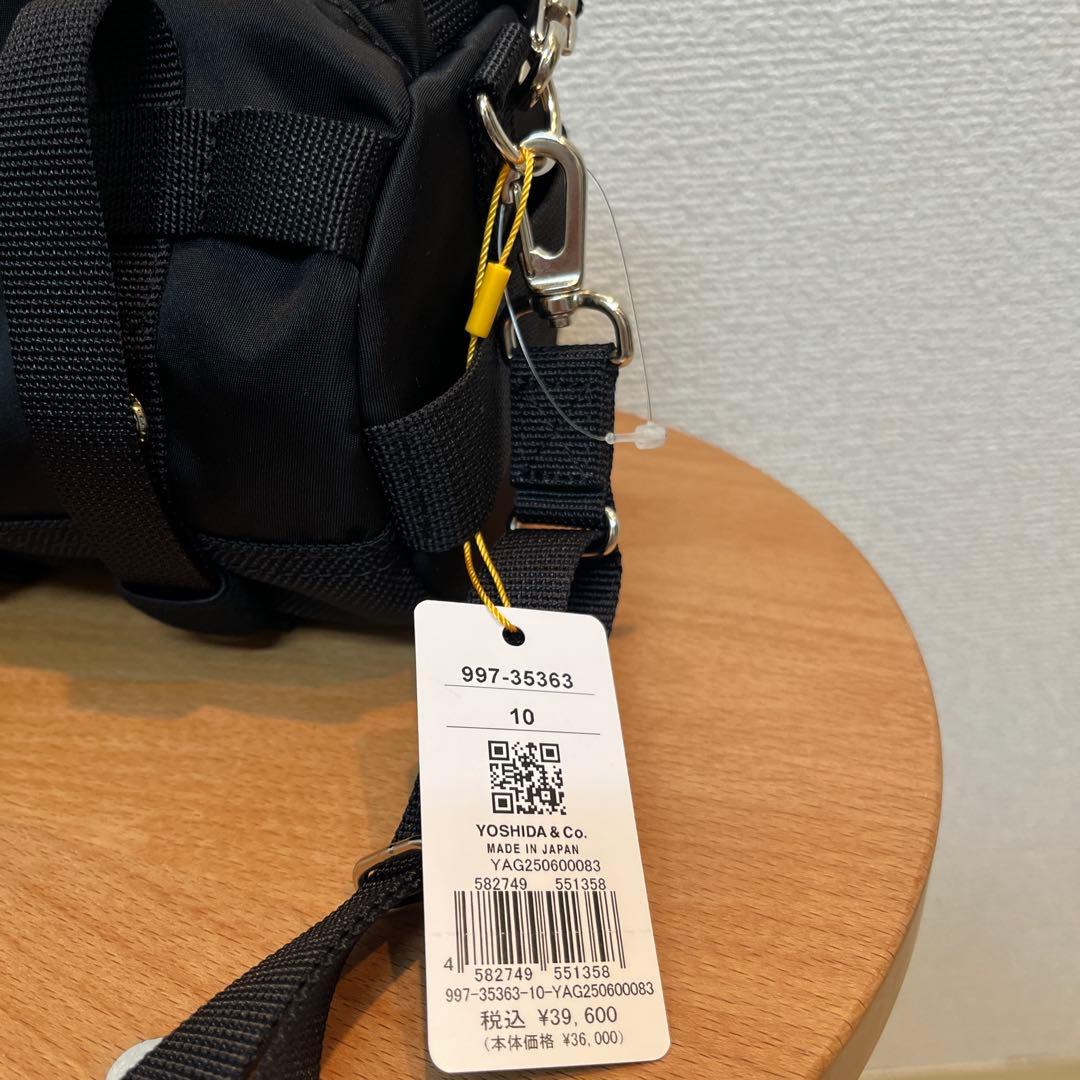 997-35363
10
YOSHIDA & Co.
MADE IN JAPAN
YAG250600083
582749 551358
4 582749 551358
997-35363-10-YAG250600083
税込 ¥39,600
(本体価格 ¥36,000)